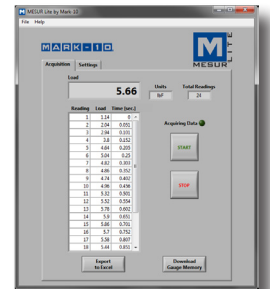 MESUR Lite by Mark-10
File Help
MARK-10
M
MESUR
LITE
Acquisition Settings
Load
5.66
Units
lbF
Total Readings
24
Reading Load Time [sec.]
1 1.14 0
2 2.04 0.051
3 2.94 0.101
4 3.8 0.152
5 4.64 0.203
6 5.04 0.25
7 4.82 0.303
8 4.86 0.352
9 4.74 0.402
10 4.96 0.456
11 5.32 0.501
12 5.52 0.554
13 5.78 0.602
14 5.9 0.651
15 5.86 0.701
16 5.7 0.752
17 5.58 0.807
18 5.44 0.851
Acquiring Data
START
STOP
Export
to Excel
Download
Gauge Memory